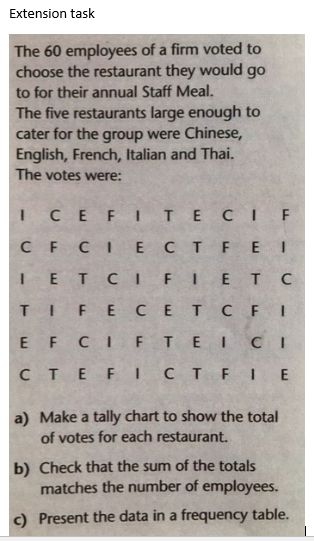 Extension task
The 60 employees of a firm voted to
choose the restaurant they would go
to for their annual Staff Meal.
The five restaurants large enough to
cater for the group were Chinese,
English, French, Italian and Thai.
The votes were:
I C E F I T E C I F
C F C I E C T F E I
I E T C I F I E T C
T I F E C E T C F I
E F C I F T E I C I
C T E F I C T F I E
a) Make a tally chart to show the total
of votes for each restaurant.
b) Check that the sum of the totals
matches the number of employees.
c) Present the data in a frequency table.